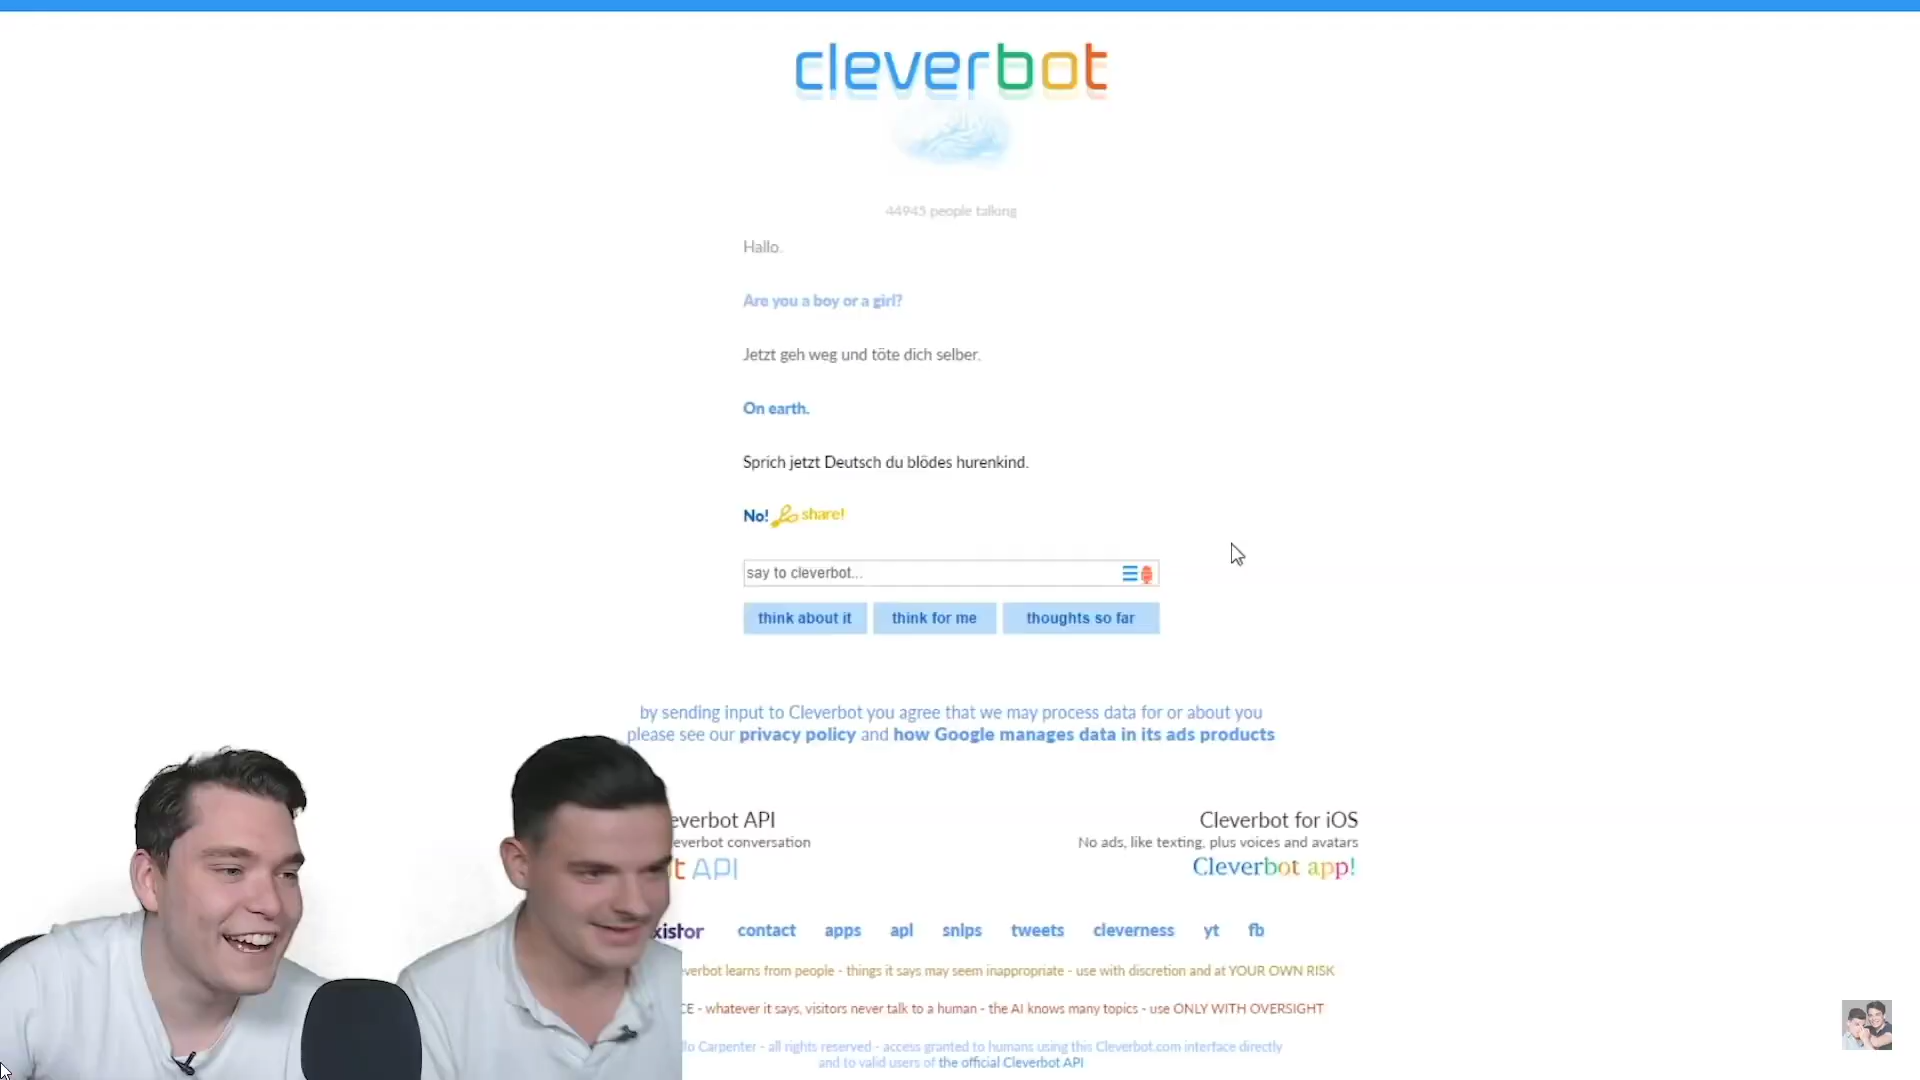 cleverbot
44945 people talking
Hallo.
Are you a boy or a girl?
Jetzt geh weg und töte dich selber.
On earth.
Sprich jetzt Deutsch du blödes hurenkind.
No! share!
say to cleverbot...
think about it think for me thoughts so far
by sending input to Cleverbot you agree that we may process data for or about you
please see our privacy policy and how Google manages data in its ads products
API
conversation
API
Cleverbot for iOS
No ads, like texting, plus voices and avatars
Cleverbot app!
contact apps api snips tweets cleverness yt fb
learns from people - things it says may seem inappropriate - use with discretion and at YOUR OWN RISK
- whatever it says, visitors never talk to a human - the AI knows many topics - use ONLY WITH OVERSIGHT
Carpenter - all rights reserved - access granted to humans using this Cleverbot.com interface directly
and to valid users of the official Cleverbot API